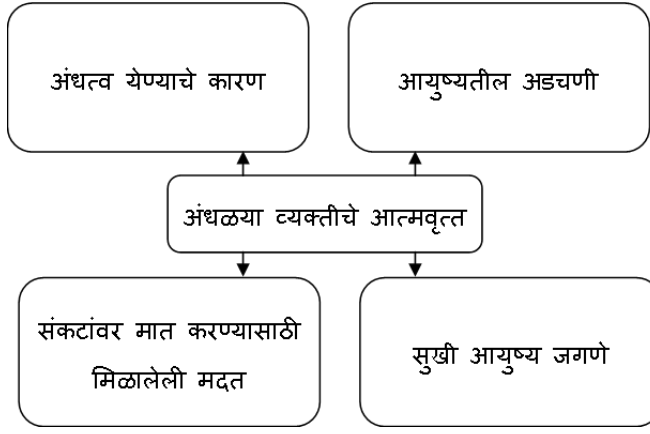 अंधत्व येण्याचे कारण
आयुष्यतील अडचणी
अंधळया व्यक्तीचे आत्मवृत्त
संकटांवर मात करण्यासाठी
मिळालेली मदत
सुखी आयुष्य जगणे